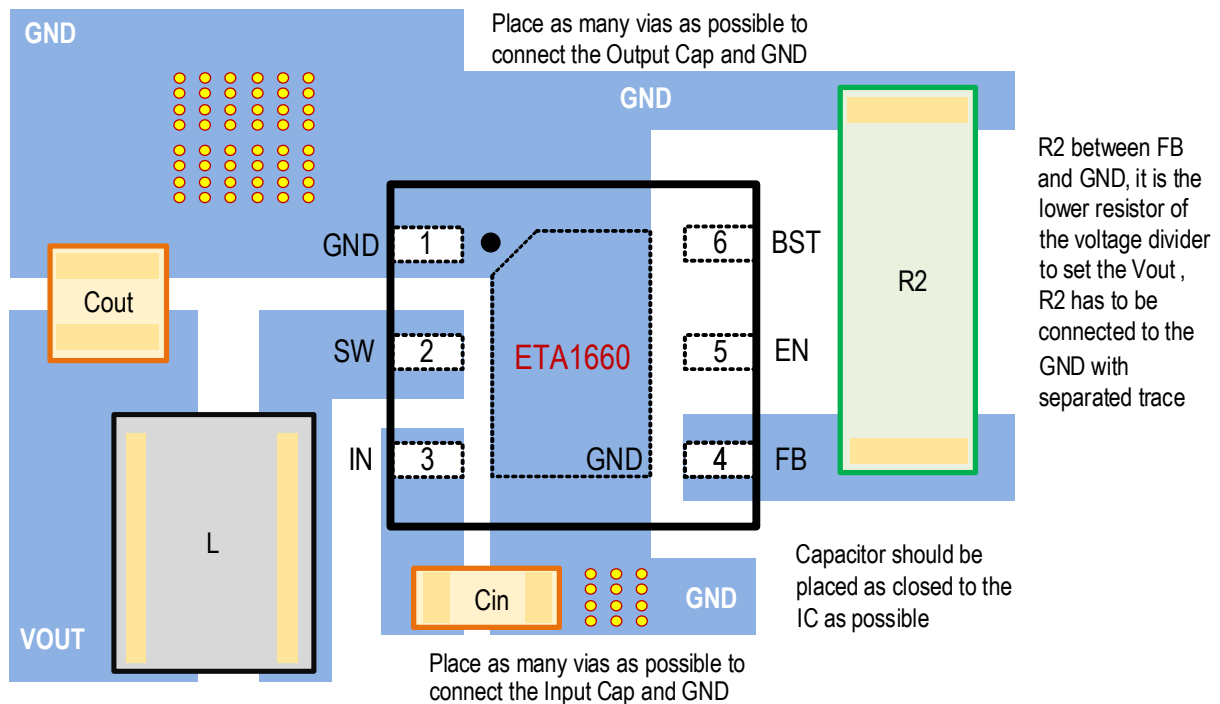 GND
Place as many vias as possible to
connect the Output Cap and GND
GND
R2 between FB
and GND, it is the
lower resistor of
the voltage divider
to set the Vout ,
R2 has to be
connected to the
GND with
separated trace
GND
1
6
BST
R2
Cout
SW
2
ETA1660
5
EN
IN
3
GND
4
FB
L
Capacitor should be
placed as closed to the
IC as possible
Cin
GND
VOUT
Place as many vias as possible to
connect the Input Cap and GND